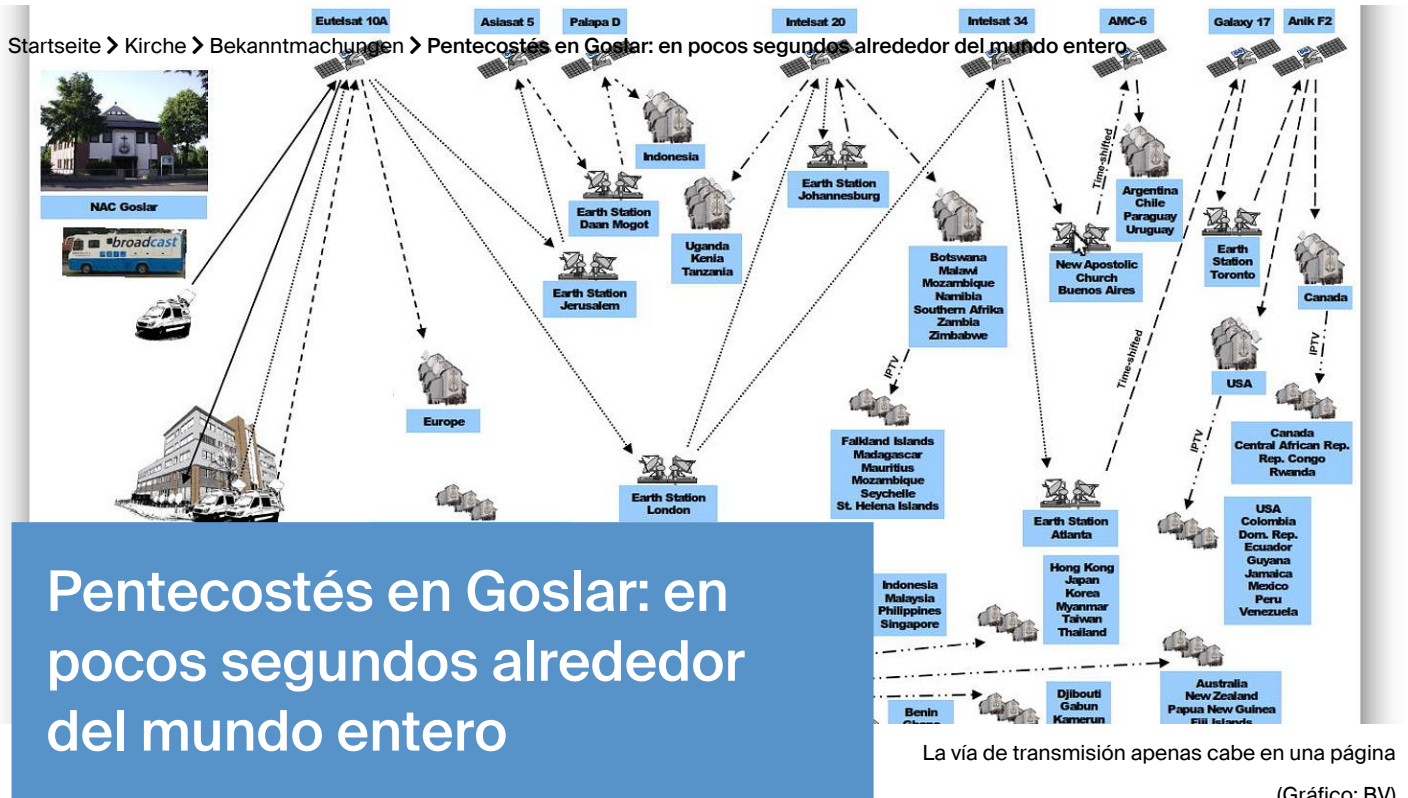 Eutelsat 10A
Asiasat 5
Palapa D
Intelsat 20
Intelsat 34
AMC-6
Galaxy 17
Anik F2
Startseite > Kirche > Bekanntmachungen > Pentecostés en Goslar: en pocos segundos alrededor del mundo entero
NAC Goslar
broadcast
Indonesia
Earth Station
Daan Mogot
Earth Station
Jerusalem
Uganda
Kenia
Tanzania
Earth Station
Johannesburg
Botswana
Malawi
Mozambique
Namibia
Southern Afrika
Zambia
Zimbabwe
New Apostolic
Church
Buenos Aires
Time-shifted
Argentina
Chile
Paraguay
Uruguay
Earth
Station
Toronto
Canada
Europe
IPTV
Falkland Islands
Madagascar
Mauritius
Mozambique
Seychelle
St. Helena Islands
Time-shifted
USA
IPTV
IPTV
Canada
Central African Rep.
Rep. Congo
Rwanda
Earth Station
London
Earth Station
Atlanta
USA
Colombia
Dom. Rep.
Ecuador
Guyana
Jamaica
Mexico
Peru
Venezuela
Indonesia
Malaysia
Philippines
Singapore
Hong Kong
Japan
Korea
Myanmar
Taiwan
Thailand
Benin
Djibouti
Gabun
Kamerun
Australia
New Zealand
Papua New Guinea
Fiji Islands
Pentecostés en Goslar: en
pocos segundos alrededor
del mundo entero
La vía de transmisión apenas cabe en una página
(Gráfico: BV)